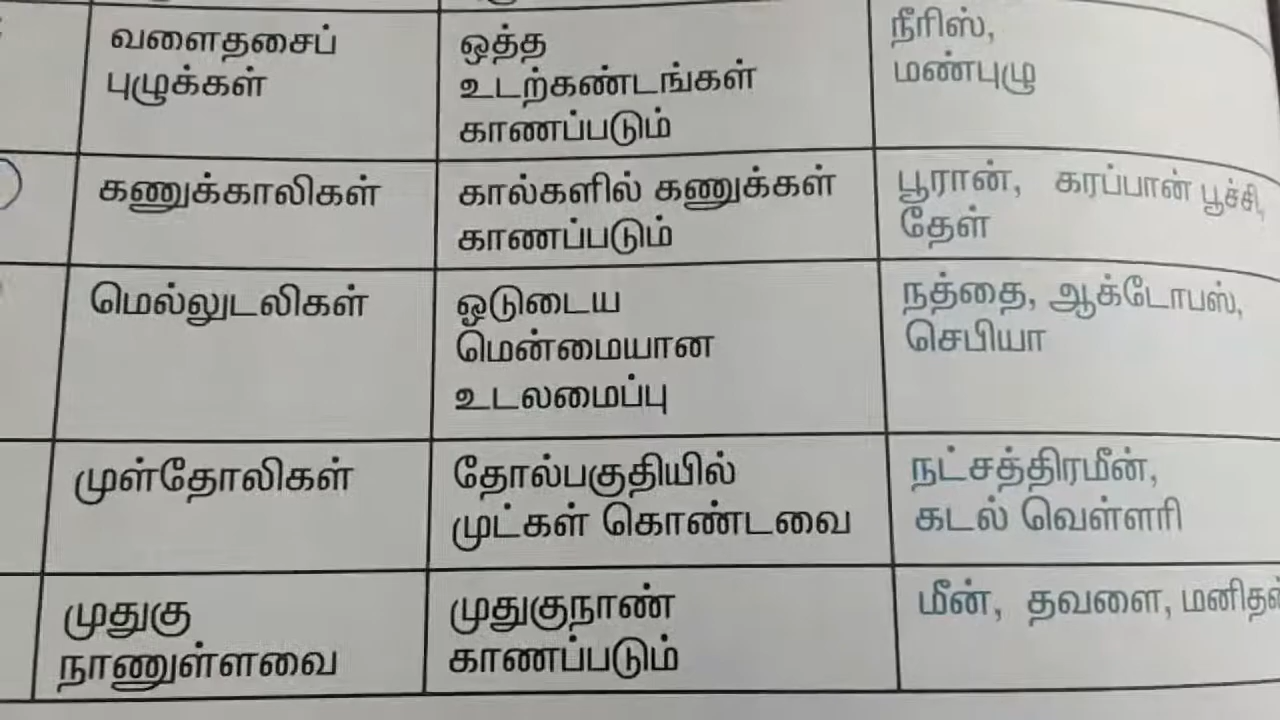 வளைதசைப்
புழுக்கள்
ஒத்த
உடற்கண்டங்கள்
காணப்படும்
நீரிஸ்,
மண்புழு
கணுக்காலிகள்
கால்களில் கணுக்கள்
காணப்படும்
பூரான், கரப்பான் பூச்சி,
தேள்
மெல்லுடலிகள்
ஓடுடைய
மென்மையான
உடலமைப்பு
நத்தை, ஆக்டோபஸ்,
செபியா
முள்தோலிகள்
தோல்பகுதியில்
முட்கள் கொண்டவை
நட்சத்திரமீன்,
கடல் வெள்ளரி
முதுகு
நாணுள்ளவை
முதுகுநாண்
காணப்படும்
மீன், தவளை,